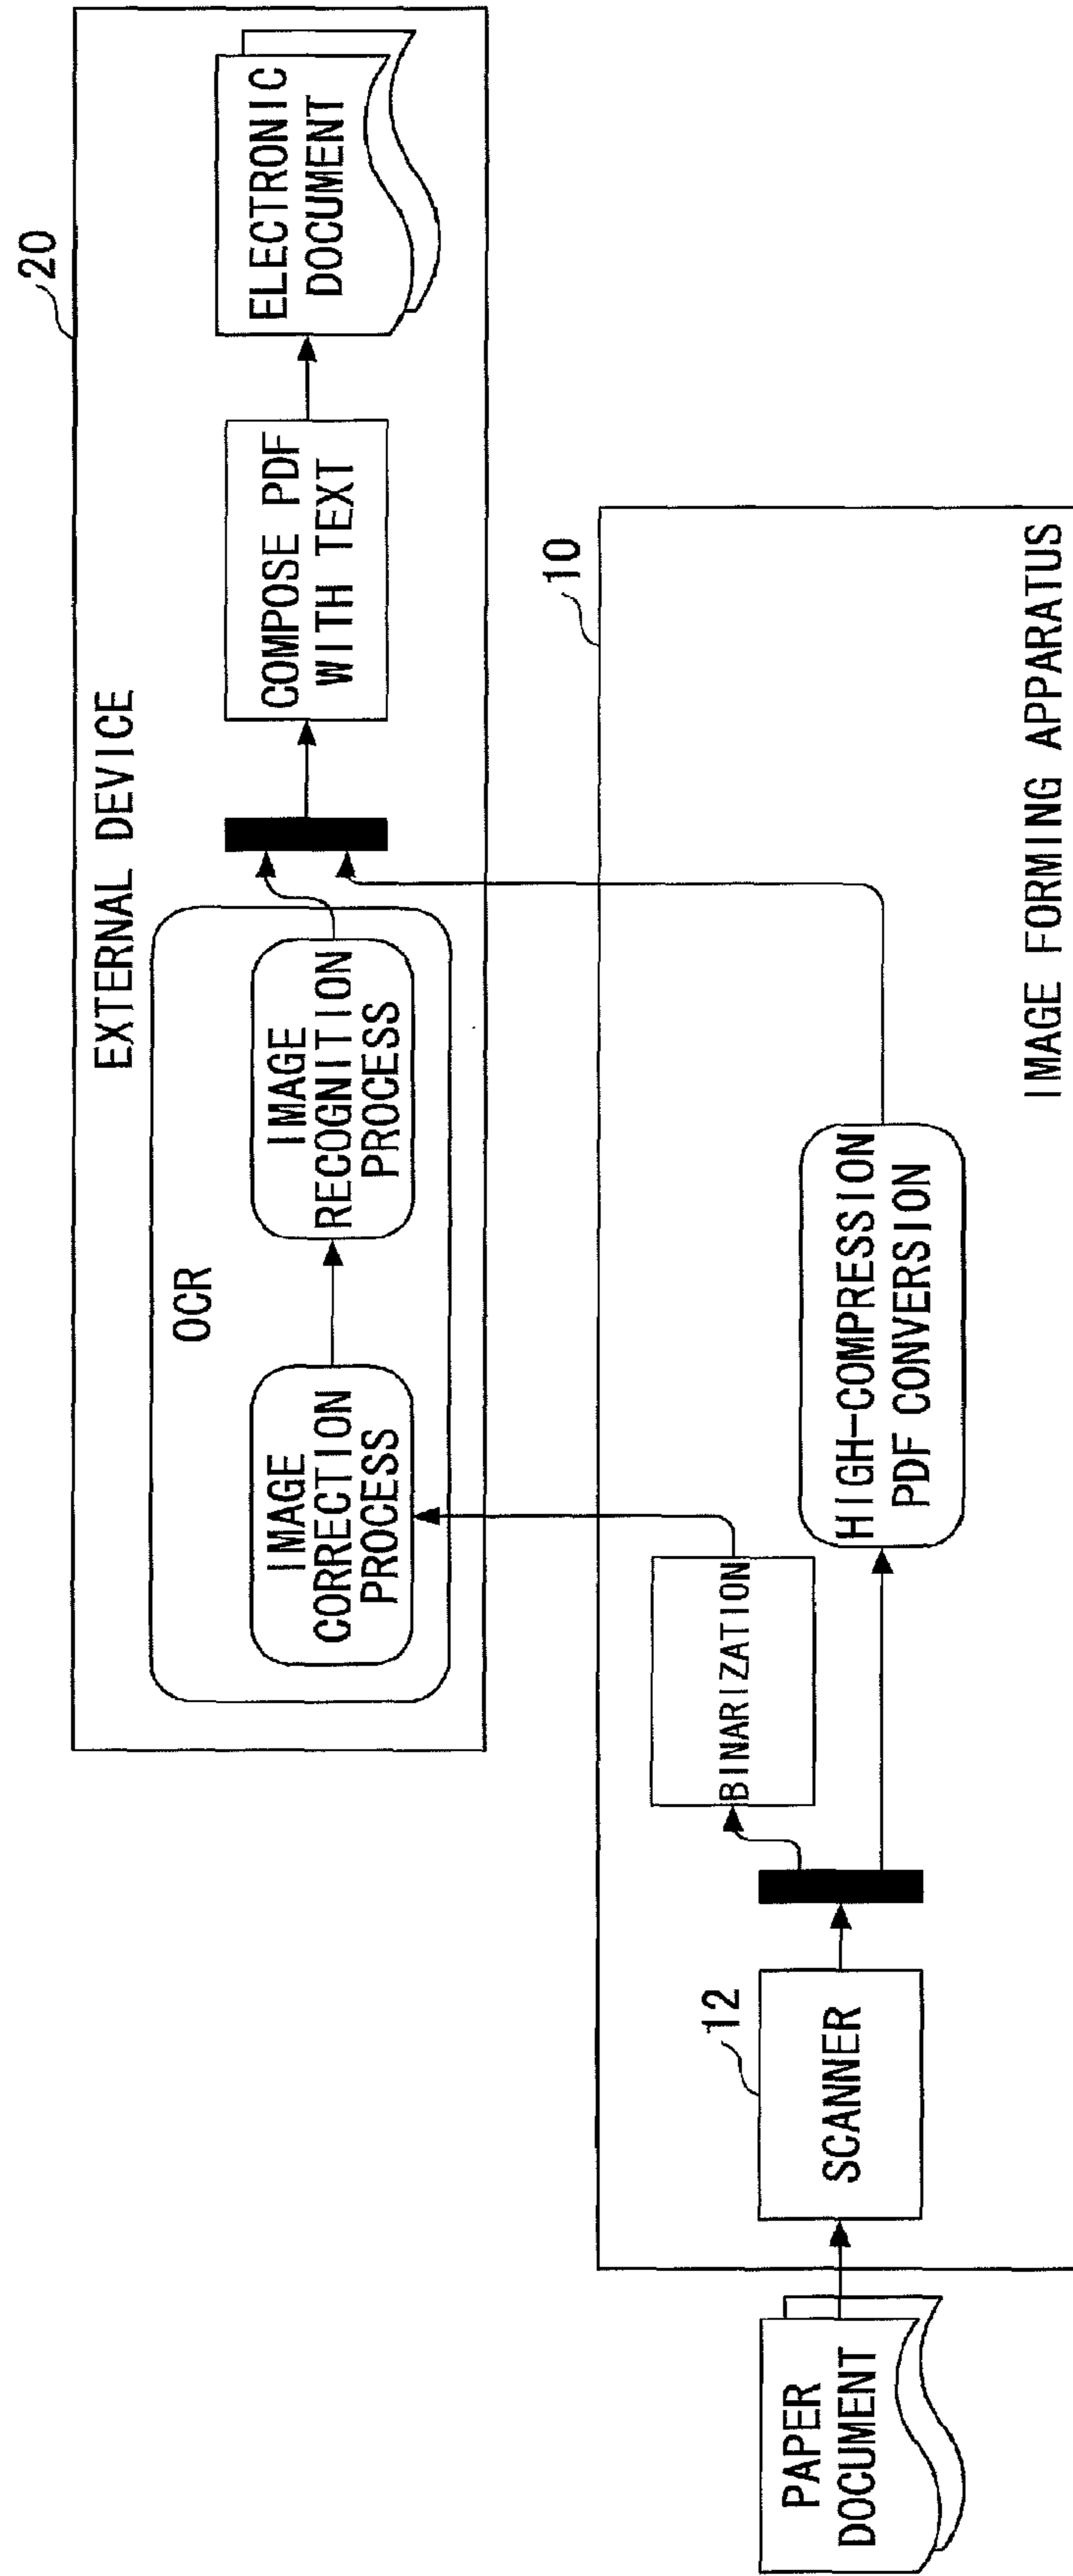 20
EXTERNAL DEVICE
OCR
IMAGE
CORRECTION
PROCESS
IMAGE
RECOGNITION
PROCESS
COMPOSE PDF
WITH TEXT
ELECTRONIC
DOCUMENT
10
BINARIZATION
12
PAPER
DOCUMENT
SCANNER
HIGH-COMPRESSION
PDF CONVERSION
IMAGE FORMING APPARATUS